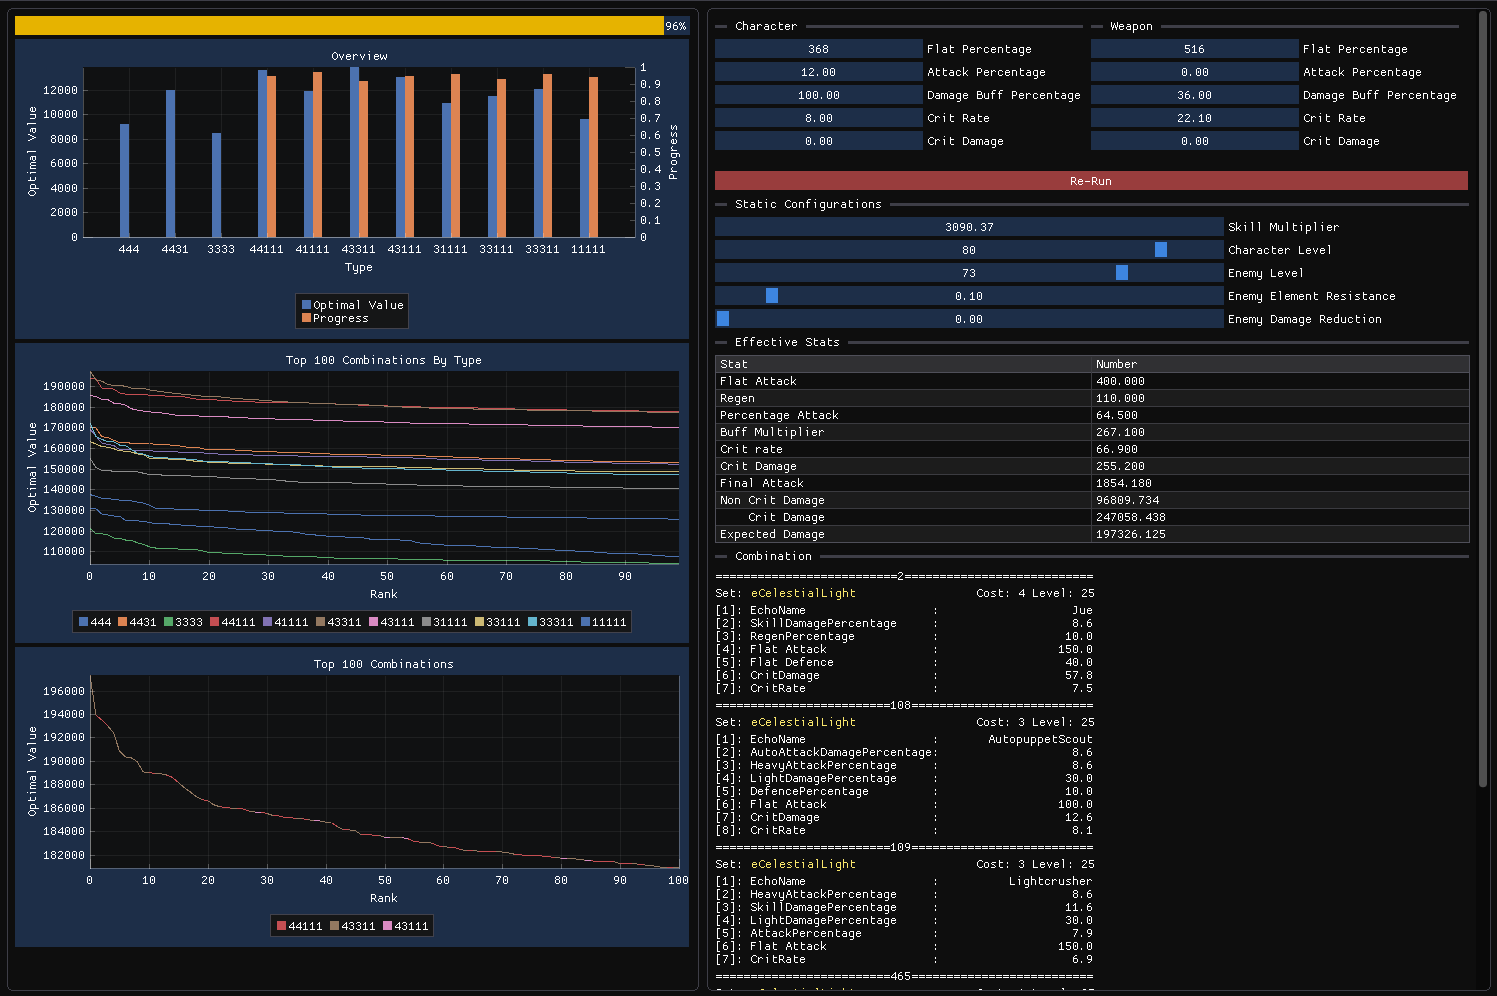 96%
Overview
Optimal Value
12000
10000
8000
6000
4000
2000
0
1
0.9
0.8
0.7
0.6
0.5
0.4
0.3
0.2
0.1
0
Progress
444 4431 3333 44111 41111 43311 43111 31111 33111 33311 11111
Type
Optimal Value
Progress
Top 100 Combinations By Type
Optimal Value
190000
180000
170000
160000
150000
140000
130000
120000
110000
0 10 20 30 40 50 60 70 80 90
Rank
444 4431 3333 44111 41111 43311 43111 31111 33111 33311 11111
Top 100 Combinations
Optimal Value
196000
194000
192000
190000
188000
186000
184000
182000
0 10 20 30 40 50 60 70 80 90 100
Rank
44111 43311 43111
Character
368 Flat Percentage
12.00 Attack Percentage
100.00 Damage Buff Percentage
8.00 Crit Rate
0.00 Crit Damage
Weapon
516 Flat Percentage
0.00 Attack Percentage
36.00 Damage Buff Percentage
22.10 Crit Rate
0.00 Crit Damage
Re-Run
Static Configurations
3090.37 Skill Multiplier
80 Character Level
73 Enemy Level
0.10 Enemy Element Resistance
0.00 Enemy Damage Reduction
Effective Stats
Stat Number
Flat Attack 400.000
Regen 110.000
Percentage Attack 64.500
Buff Multiplier 267.100
Crit rate 66.900
Crit Damage 255.200
Final Attack 1854.180
Non Crit Damage 96809.734
Crit Damage 247058.438
Expected Damage 197326.125
Combination
==========================2===========================
Set: eCelestialLight Cost: 4 Level: 25
[1]: EchoName : Jue
[2]: SkillDamagePercentage : 8.6
[3]: RegenPercentage : 10.0
[4]: Flat Attack : 150.0
[5]: Flat Defence : 40.0
[6]: CritDamage : 57.8
[7]: CritRate : 7.5
=========================108==========================
Set: eCelestialLight Cost: 3 Level: 25
[1]: EchoName : AutopuppetScout
[2]: AutoAttackDamagePercentage: 8.6
[3]: HeavyAttackPercentage : 8.6
[4]: LightDamagePercentage : 30.0
[5]: DefencePercentage : 10.0
[6]: Flat Attack : 100.0
[7]: CritDamage : 12.6
[8]: CritRate : 8.1
=========================109==========================
Set: eCelestialLight Cost: 3 Level: 25
[1]: EchoName : Lightcrusher
[2]: HeavyAttackPercentage : 8.6
[3]: SkillDamagePercentage : 11.6
[4]: LightDamagePercentage : 30.0
[5]: AttackPercentage : 7.9
[6]: Flat Attack : 150.0
[7]: CritRate : 6.9
=========================465==========================